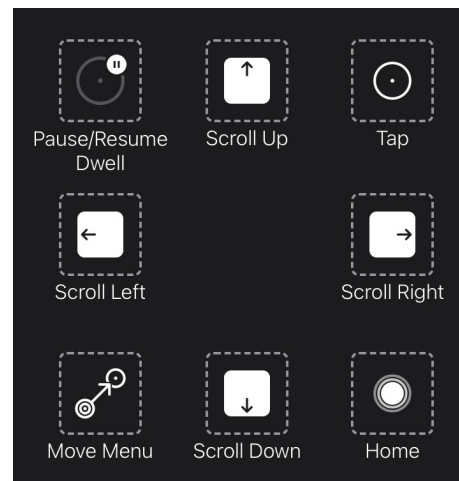 Pause/Resume
Dwell
Scroll Up
Tap
Scroll Left
Scroll Right
Move Menu
Scroll Down
Home